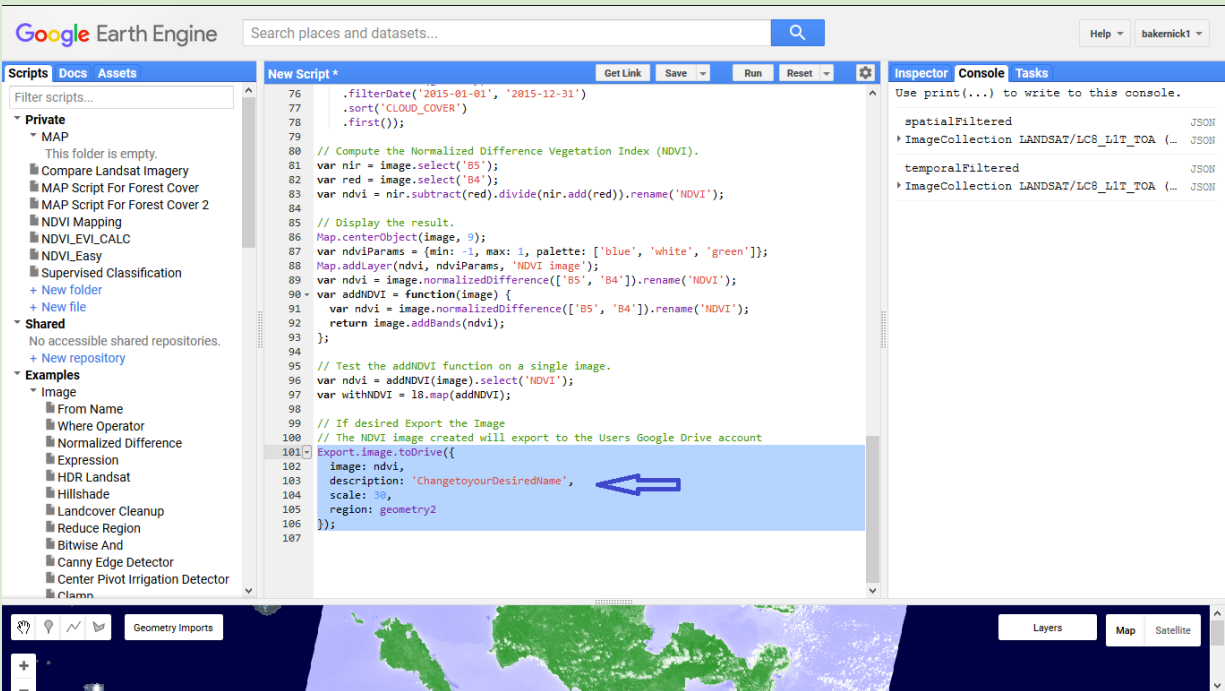 Google Earth Engine
Search places and datasets...
Help
bakernick1
Scripts Docs Assets
Filter scripts...
Private
MAP
This folder is empty.
Compare Landsat Imagery
MAP Script For Forest Cover
MAP Script For Forest Cover 2
NDVI Mapping
NDVI_EVI_CALC
NDVI_Easy
Supervised Classification
+ New folder
+ New file
Shared
No accessible shared repositories.
+ New repository
Examples
Image
From Name
Where Operator
Normalized Difference
Expression
HDR Landsat
Hillshade
Landcover Cleanup
Reduce Region
Bitwise And
Canny Edge Detector
Center Pivot Irrigation Detector
Clamp
New Script *
Get Link Save Run Reset
76 .filterDate('2015-01-01', '2015-12-31')
77 .sort('CLOUD_COVER')
78 .first());
79
80 // Compute the Normalized Difference Vegetation Index (NDVI).
81 var nir = image.select('B5');
82 var red = image.select('B4');
83 var ndvi = nir.subtract(red).divide(nir.add(red)).rename('NDVI');
84
85 // Display the result.
86 Map.centerObject(image, 9);
87 var ndviParams = {min: -1, max: 1, palette: ['blue', 'white', 'green']};
88 Map.addLayer(ndvi, ndviParams, 'NDVI image');
89 var ndvi = image.normalizedDifference(['B5', 'B4']).rename('NDVI');
90 var addNDVI = function(image) {
91 var ndvi = image.normalizedDifference(['B5', 'B4']).rename('NDVI');
92 return image.addBands(ndvi);
93 };
94
95 // Test the addNDVI function on a single image.
96 var ndvi = addNDVI(image).select('NDVI');
97 var withNDVI = l8.map(addNDVI);
98
99 // If desired Export the Image
100 // The NDVI image created will export to the Users Google Drive account
101 Export.image.toDrive({
102 image: ndvi,
103 description: 'ChangetoyourDesiredName',
104 scale: 30,
105 region: geometry2
106 });
107
Inspector Console Tasks
Use print(...) to write to this console.
spatialFiltered JSON
ImageCollection LANDSAT/LC8_L1T_TOA (… JSON
temporalFiltered JSON
ImageCollection LANDSAT/LC8_L1T_TOA (… JSON
Geometry Imports
Layers
Map Satellite
+
−